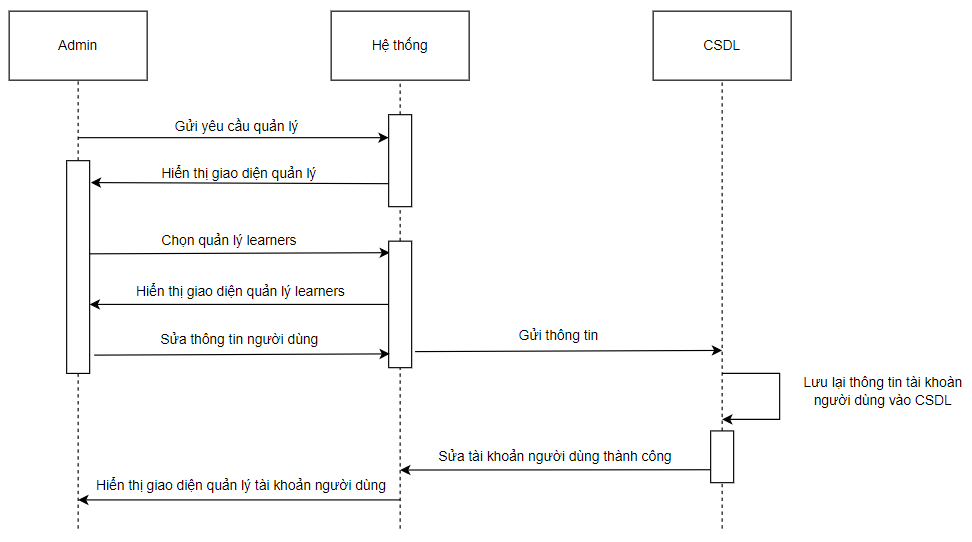 Admin
Hệ thống
CSDL
Gửi yêu cầu quản lý
Hiển thị giao diện quản lý
Chọn quản lý learners
Hiển thị giao diện quản lý learners
Sửa thông tin người dùng
Gửi thông tin
Lưu lại thông tin tài khoản
người dùng vào CSDL
Sửa tài khoản người dùng thành công
Hiển thị giao diện quản lý tài khoản người dùng